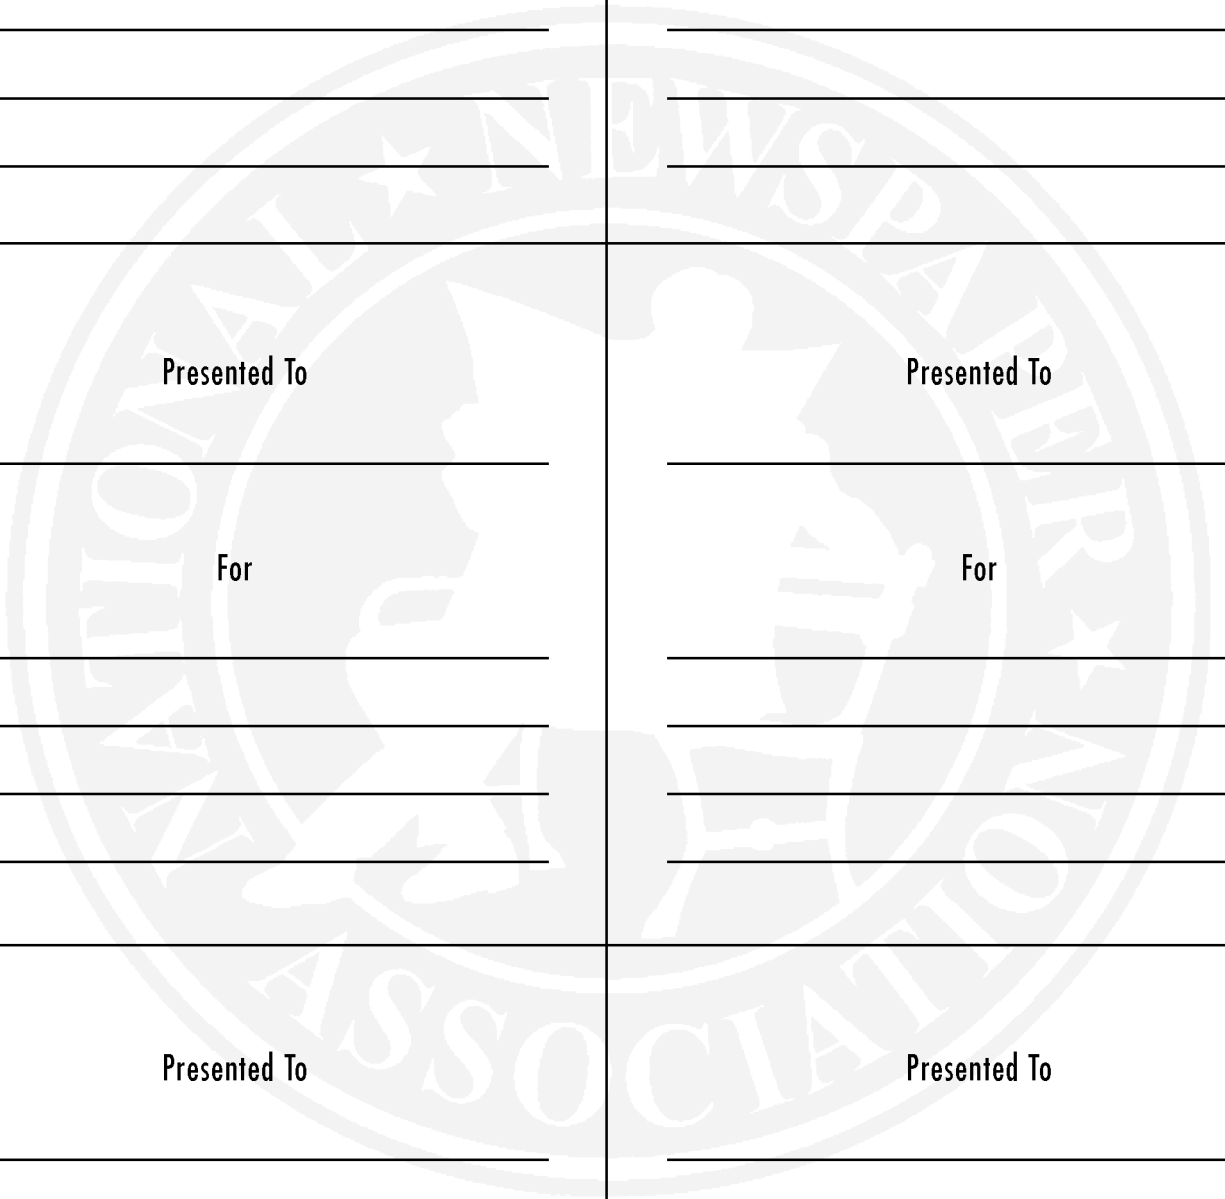 NATIONAL ★ NEWSPAPER ★ ASSOCIATION
Presented To
Presented To
For
For
Presented To
Presented To